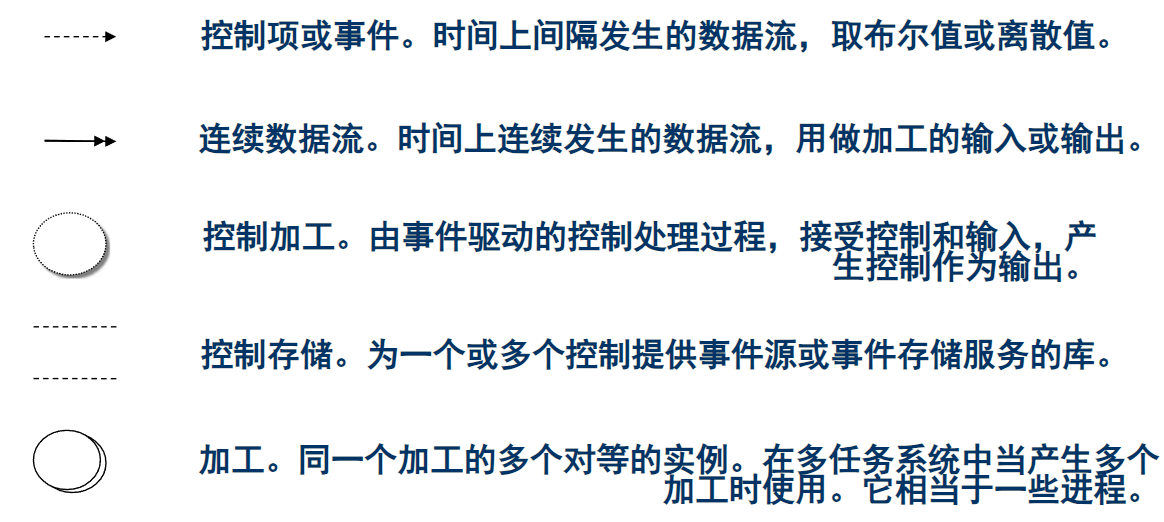 控制项或事件。时间上间隔发生的数据流，取布尔值或离散值。
连续数据流。时间上连续发生的数据流，用做加工的输入或输出。
控制加工。由事件驱动的控制处理过程，接受控制和输入，产
生控制作为输出。
控制存储。为一个或多个控制提供事件源或事件存储服务的库。
加工。同一个加工的多个对等的实例。在多任务系统中当产生多个
加工时使用。它相当于一些进程。